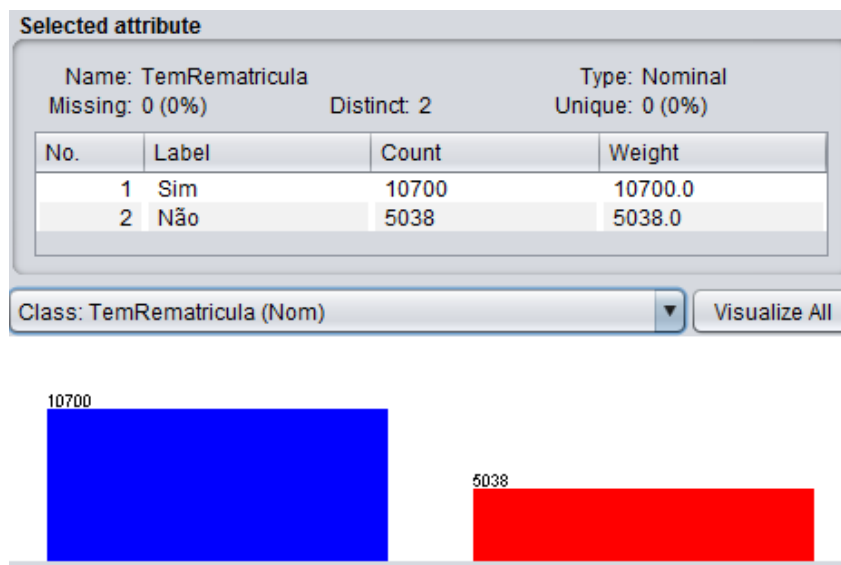 Selected attribute
Name: TemRematricula Type: Nominal
Missing: 0 (0%) Distinct: 2 Unique: 0 (0%)
No. Label Count Weight
1 Sim 10700 10700.0
2 Não 5038 5038.0
Class: TemRematricula (Nom) Visualize All
10700
5038